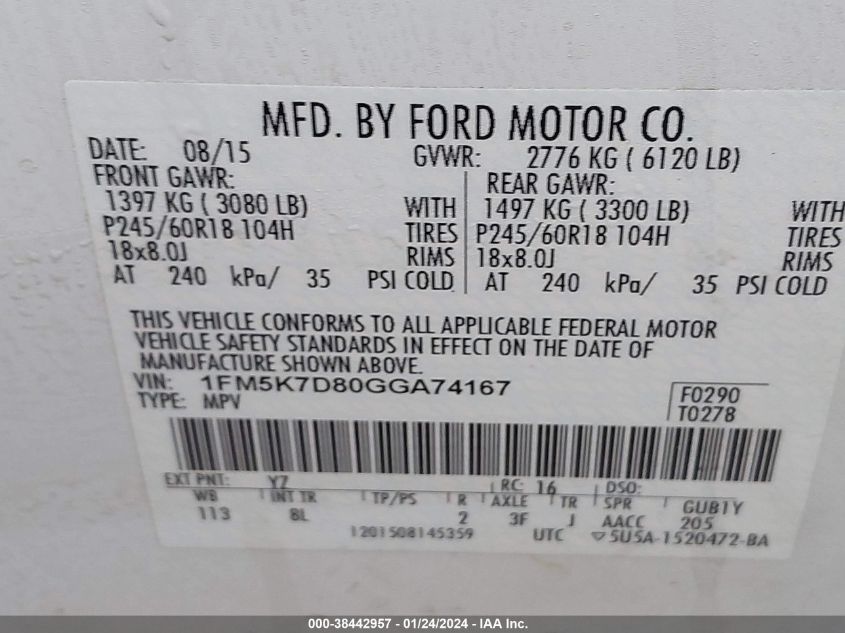 MFD. BY FORD MOTOR CO.
DATE: 08/15 GVWR: 2776 KG ( 6120 LB)
FRONT GAWR: REAR GAWR:
1397 KG ( 3080 LB) WITH 1497 KG ( 3300 LB) WITH
P245/60R18 104H TIRES P245/60R18 104H TIRES
18x8.0J RIMS 18x8.0J RIMS
AT 240 kPa/ 35 PSI COLD AT 240 kPa/ 35 PSI COLD
THIS VEHICLE CONFORMS TO ALL APPLICABLE FEDERAL MOTOR
VEHICLE SAFETY STANDARDS IN EFFECT ON THE DATE OF
MANUFACTURE SHOWN ABOVE.
VIN: 1FM5K7D80GGA74167 F0290
TYPE: MPV T0278
EXT PNT: YZ RC: 16 DSO:
WB INT TR TP/PS R AXLE TR SPR GUB1Y
113 8L 2 3F J AACC 205
1201508145359 UTC ▽5U5A-1520472-BA
000-38442957 - 01/24/2024 - IAA Inc.